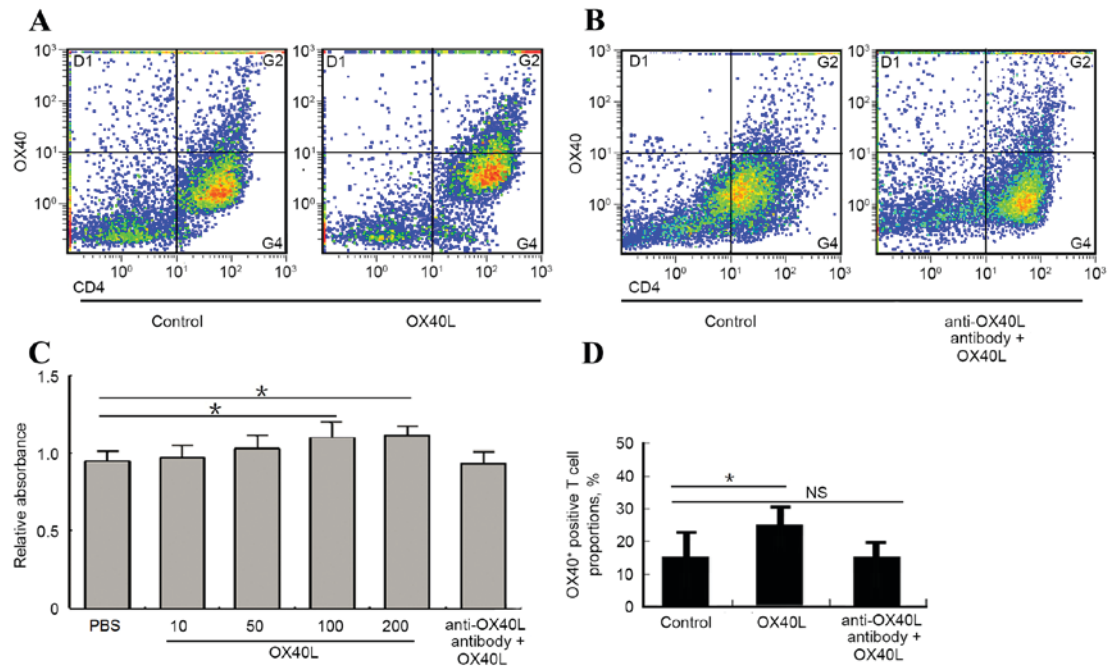 A
B
10³
D1
G2
10²
10¹
10⁰
G4
OX40
10⁰ 10¹ 10² 10³
CD4
Control
10³
D1
G2
10²
10¹
10⁰
G4
10⁰ 10¹ 10² 10³
OX40L
10³
D1
G2
10²
10¹
10⁰
G4
OX40
10⁰ 10¹ 10² 10³
CD4
Control
10³
D1
G2
10²
10¹
10⁰
G4
10⁰ 10¹ 10² 10³
anti-OX40L
antibody +
OX40L
C
1.5
1.0
0.5
0
Relative absorbance
*
*
PBS
10 50 100 200
OX40L
anti-OX40L
antibody +
OX40L
D
50
40
30
20
10
0
OX40⁺ positive T cell
proportions, %
*
NS
Control
OX40L
anti-OX40L
antibody +
OX40L